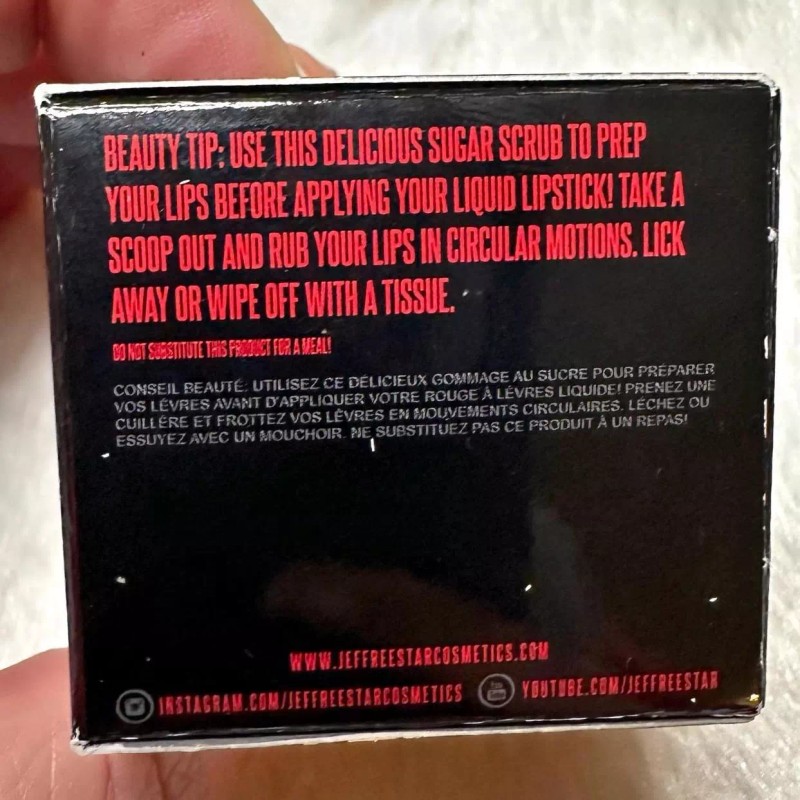 BEAUTY TIP: USE THIS DELICIOUS SUGAR SCRUB TO PREP
YOUR LIPS BEFORE APPLYING YOUR LIQUID LIPSTICK! TAKE A
SCOOP OUT AND RUB YOUR LIPS IN CIRCULAR MOTIONS. LICK
AWAY OR WIPE OFF WITH A TISSUE.
DO NOT SUBSTITUTE THIS PRODUCT FOR A MEAL!
CONSEIL BEAUTÉ: UTILISEZ CE DÉLICIEUX GOMMAGE AU SUCRE POUR PRÉPARER
VOS LÈVRES AVANT D'APPLIQUER VOTRE ROUGE À LÈVRES LIQUIDE! PRENEZ UNE
CUILLÈRE ET FROTTEZ VOS LÈVRES EN MOUVEMENTS CIRCULAIRES. LÉCHEZ OU
ESSUYEZ AVEC UN MOUCHOIR. NE SUBSTITUEZ PAS CE PRODUIT À UN REPAS!
WWW.JEFFREESTARCOSMETICS.COM
INSTAGRAM.COM/JEFFREESTARCOSMETICS YOUTUBE.COM/JEFFREESTAR